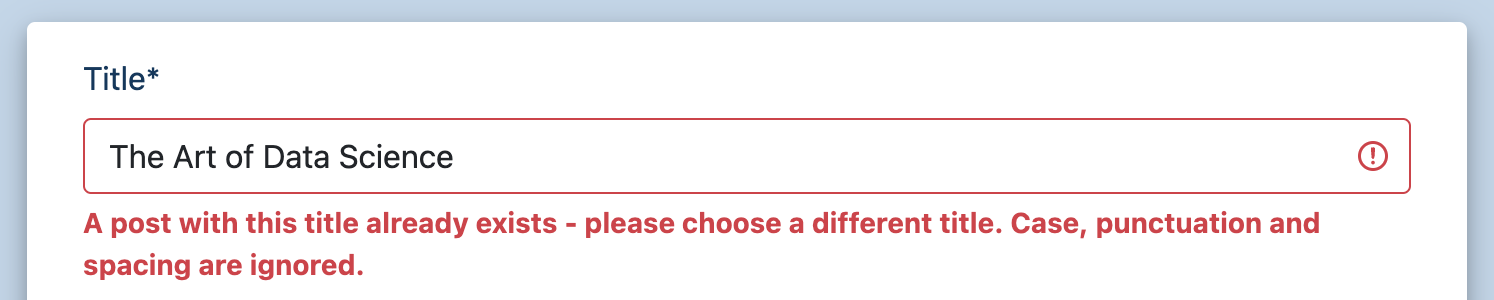 Title*
The Art of Data Science
A post with this title already exists - please choose a different title. Case, punctuation and
spacing are ignored.